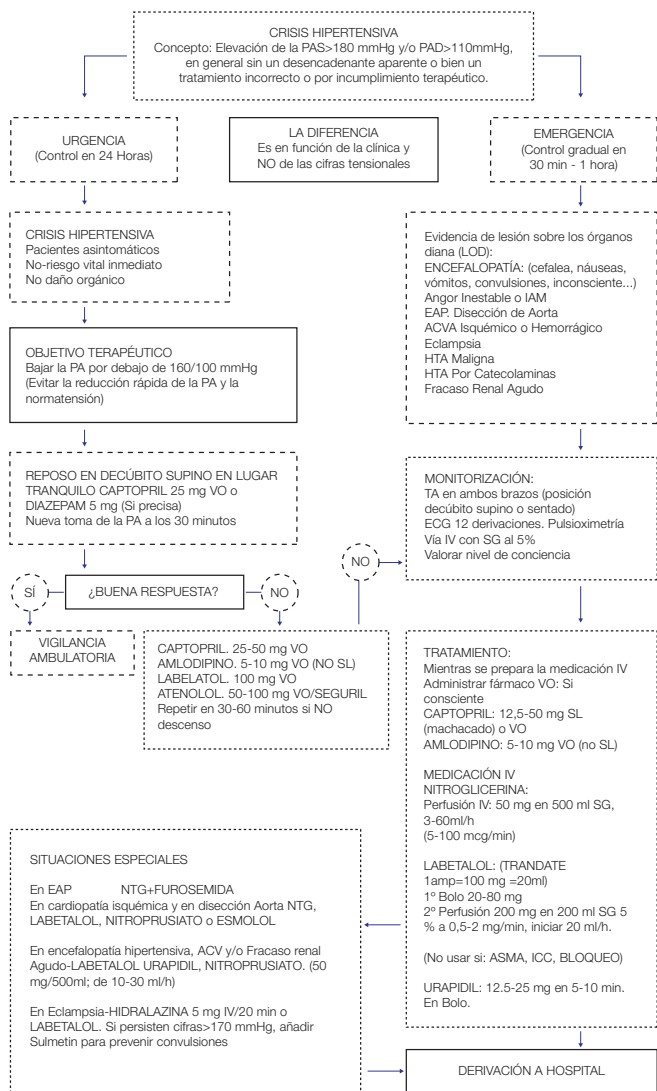 CRISIS HIPERTENSIVA
Concepto: Elevación de la PAS>180 mmHg y/o PAD>110mmHg,
en general sin un desencadenante aparente o bien un
tratamiento incorrecto o por incumplimiento terapéutico.
URGENCIA
(Control en 24 Horas)
LA DIFERENCIA
Es en función de la clínica y
NO de las cifras tensionales
EMERGENCIA
(Control gradual en
30 min - 1 hora)
CRISIS HIPERTENSIVA
Pacientes asintomáticos
No-riesgo vital inmediato
No daño orgánico
Evidencia de lesión sobre los órganos
diana (LOD):
ENCEFALOPATÍA: (cefalea, náuseas,
vómitos, convulsiones, inconsciente...)
Angor Inestable o IAM
EAP. Disección de Aorta
ACVA Isquémico o Hemorrágico
Eclampsia
HTA Maligna
HTA Por Catecolaminas
Fracaso Renal Agudo
OBJETIVO TERAPÉUTICO
Bajar la PA por debajo de 160/100 mmHg
(Evitar la reducción rápida de la PA y la
normatensión)
REPOSO EN DECÚBITO SUPINO EN LUGAR
TRANQUILO CAPTOPRIL 25 mg VO o
DIAZEPAM 5 mg (Si precisa)
Nueva toma de la PA a los 30 minutos
MONITORIZACIÓN:
TA en ambos brazos (posición
decúbito supino o sentado)
ECG 12 derivaciones. Pulsioximetría
Vía IV con SG al 5%
Valorar nivel de conciencia
NO
SÍ
¿BUENA RESPUESTA?
NO
VIGILANCIA
AMBULATORIA
CAPTOPRIL. 25-50 mg VO
AMLODIPINO. 5-10 mg VO (NO SL)
LABELATOL. 100 mg VO
ATENOLOL. 50-100 mg VO/SEGURIL
Repetir en 30-60 minutos si NO
descenso
TRATAMIENTO:
Mientras se prepara la medicación IV
Administrar fármaco VO: Si
consciente
CAPTOPRIL: 12,5-50 mg SL
(machacado) o VO
AMLODIPINO: 5-10 mg VO (no SL)
MEDICACIÓN IV
NITROGLICERINA:
Perfusión IV: 50 mg en 500 ml SG,
3-60ml/h
(5-100 mcg/min)
LABETALOL: (TRANDATE
1amp=100 mg =20ml)
1º Bolo 20-80 mg
2º Perfusión 200 mg en 200 ml SG 5
% a 0,5-2 mg/min, iniciar 20 ml/h.
(No usar si: ASMA, ICC, BLOQUEO)
URAPIDIL: 12.5-25 mg en 5-10 min.
En Bolo.
SITUACIONES ESPECIALES
En EAP NTG+FUROSEMIDA
En cardiopatía isquémica y en disección Aorta NTG,
LABETALOL, NITROPRUSIATO o ESMOLOL
En encefalopatía hipertensiva, ACV y/o Fracaso renal
Agudo-LABETALOL URAPIDIL, NITROPRUSIATO. (50
mg/500ml; de 10-30 ml/h)
En Eclampsia-HIDRALAZINA 5 mg IV/20 min o
LABETALOL. Si persisten cifras>170 mmHg, añadir
Sulmetin para prevenir convulsiones
DERIVACIÓN A HOSPITAL